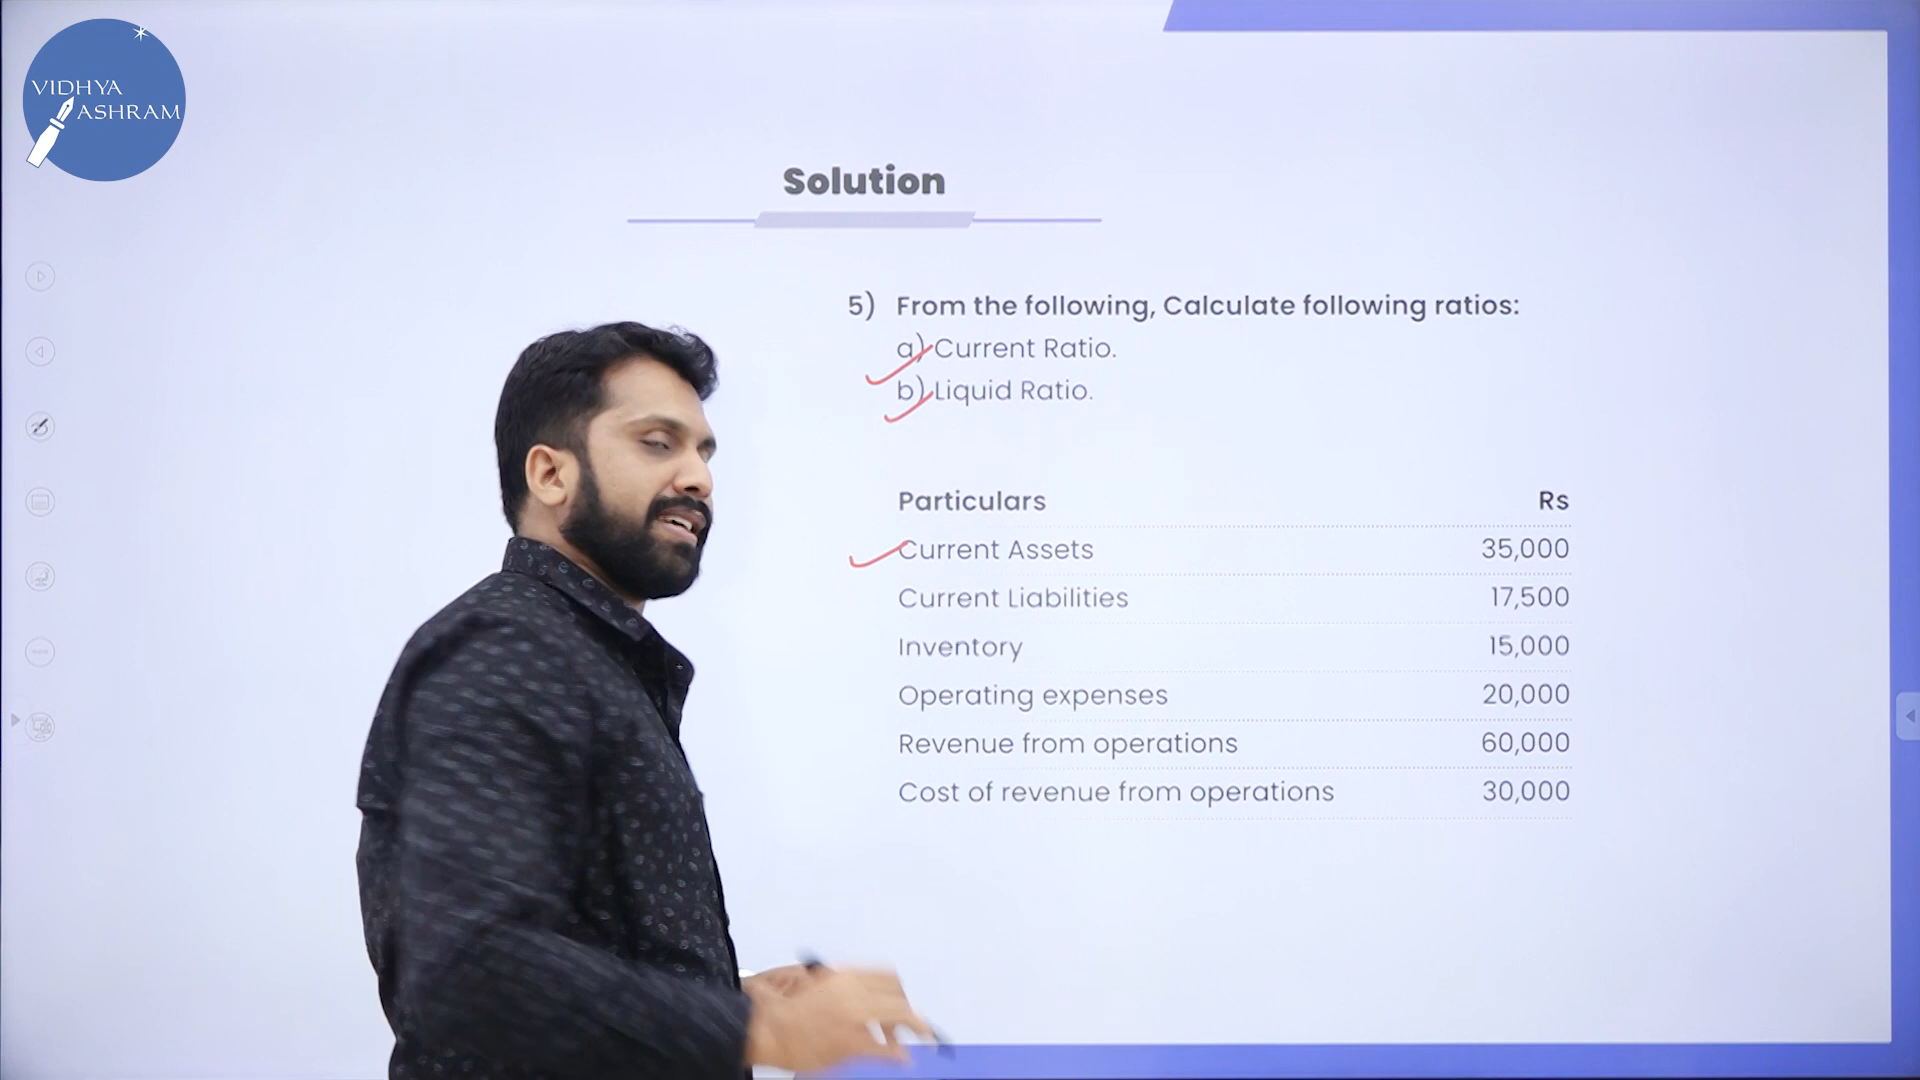 VIDHYA
ASHRAM
Solution
5) From the following, Calculate following ratios:
a) Current Ratio.
b) Liquid Ratio.
Particulars Rs
Current Assets 35,000
Current Liabilities 17,500
Inventory 15,000
Operating expenses 20,000
Revenue from operations 60,000
Cost of revenue from operations 30,000